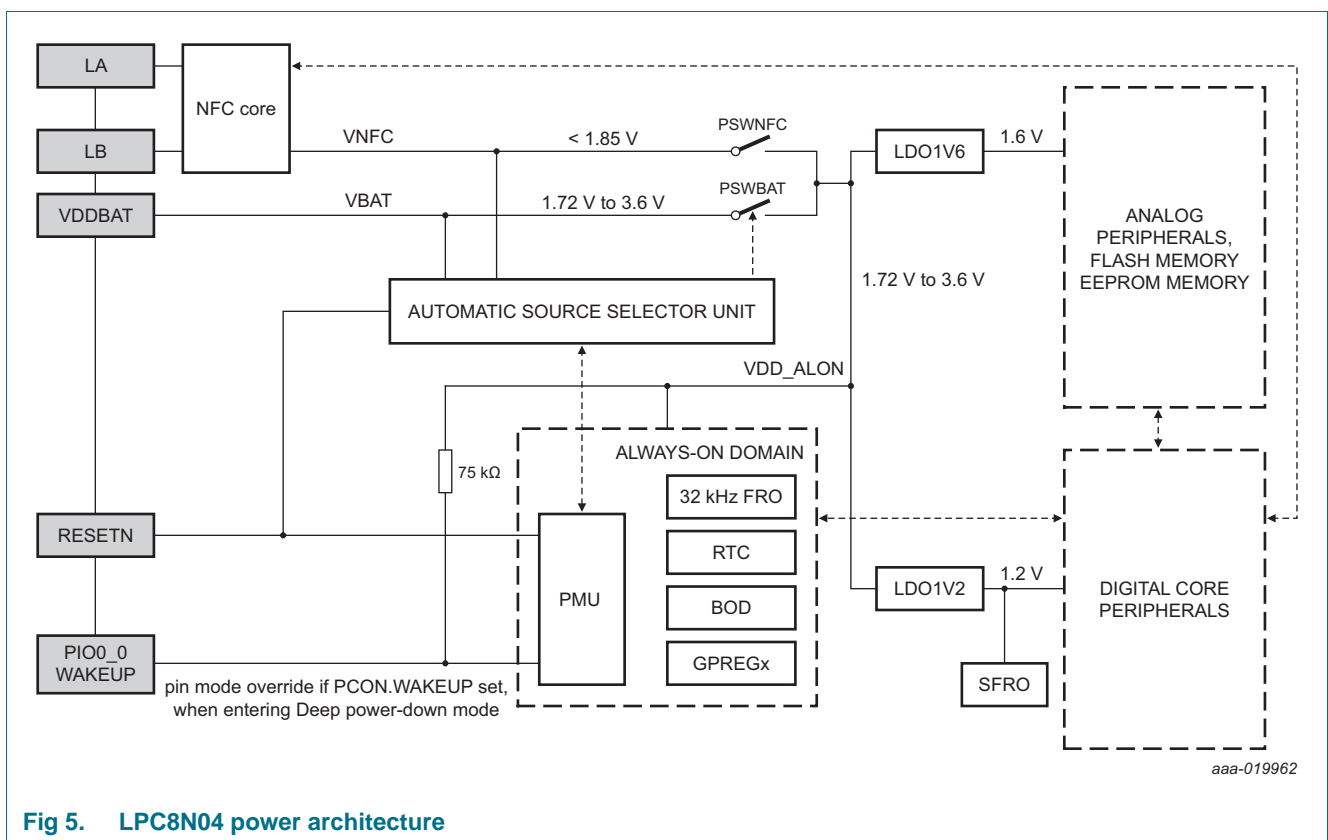 LA
NFC core
LB
VDDBAT
VNFC
< 1.85 V
PSWNFC
VBAT
1.72 V to 3.6 V
PSWBAT
LDO1V6
1.6 V
ANALOG
PERIPHERALS,
FLASH MEMORY
EEPROM MEMORY
1.72 V to 3.6 V
AUTOMATIC SOURCE SELECTOR UNIT
VDD_ALON
75 kΩ
ALWAYS-ON DOMAIN
32 kHz FRO
RTC
BOD
GPREGx
PMU
RESETN
PIO0_0
WAKEUP
pin mode override if PCON.WAKEUP set,
when entering Deep power-down mode
LDO1V2
1.2 V
SFRO
DIGITAL CORE
PERIPHERALS
aaa-019962
Fig 5. LPC8N04 power architecture